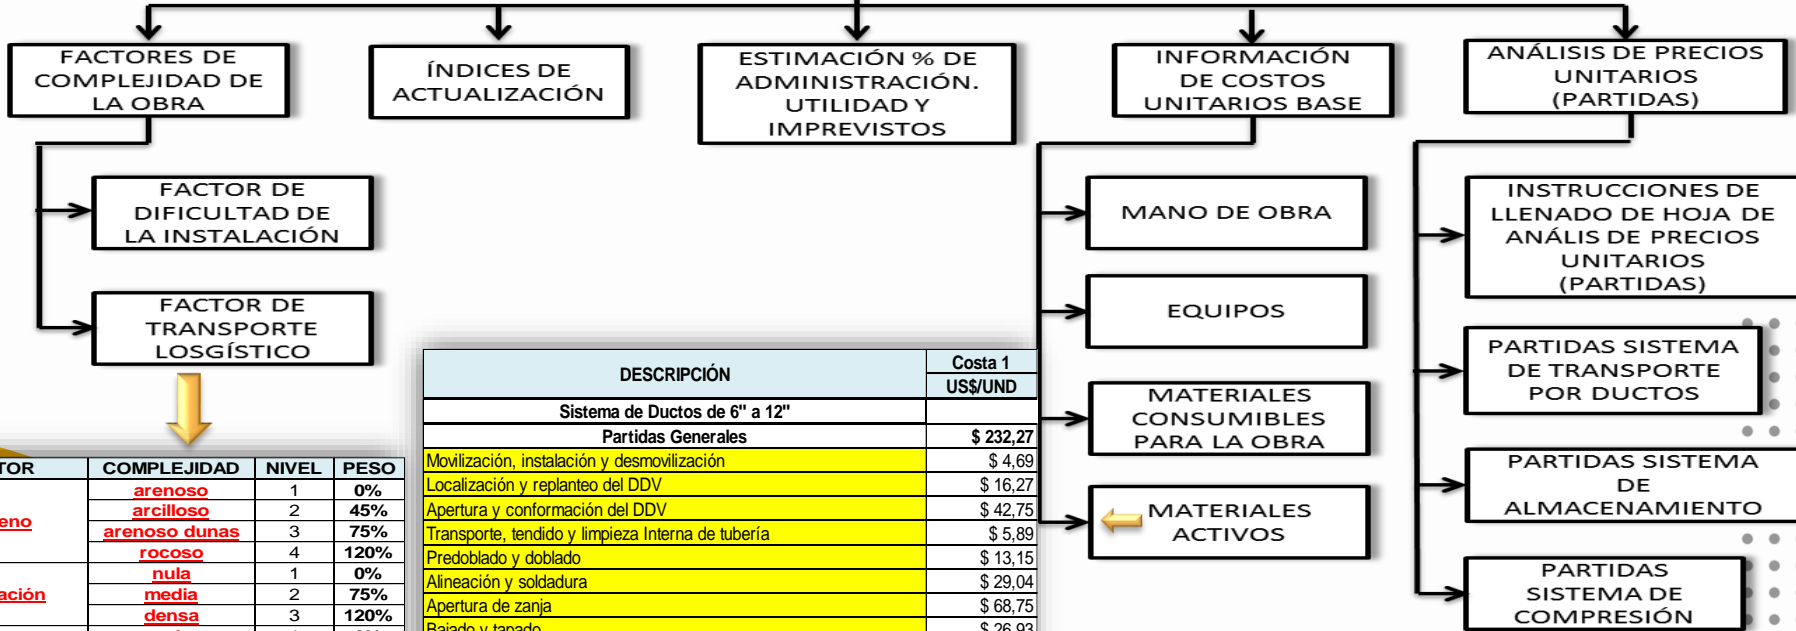 FACTORES DE
COMPLEJIDAD DE
LA OBRA
ÍNDICES DE
ACTUALIZACIÓN
ESTIMACIÓN % DE
ADMINISTRACIÓN.
UTILIDAD Y
IMPREVISTOS
INFORMACIÓN
DE COSTOS
UNITARIOS BASE
ANÁLISIS DE PRECIOS
UNITARIOS
(PARTIDAS)
FACTOR DE
DIFICULTAD DE
LA INSTALACIÓN
FACTOR DE
TRANSPORTE
LOSGÍSTICO
MANO DE OBRA
EQUIPOS
MATERIALES
CONSUMIBLES
PARA LA OBRA
MATERIALES
ACTIVOS
INSTRUCCIONES DE
LLENADO DE HOJA DE
ANÁLIS DE PRECIOS
UNITARIOS
(PARTIDAS)
PARTIDAS SISTEMA
DE TRANSPORTE
POR DUCTOS
PARTIDAS SISTEMA
DE
ALMACENAMIENTO
PARTIDAS
SISTEMA DE
COMPRESIÓN
TOR COMPLEJIDAD NIVEL PESO
arenoso 1 0%
eno arcilloso 2 45%
arenoso dunas 3 75%
rocoso 4 120%
nula 1 0%
ación media 2 75%
densa 3 120%
DESCRIPCIÓN Costa 1
US$/UND
Sistema de Ductos de 6" a 12"
Partidas Generales $ 232,27
Movilización, instalación y desmovilización $ 4,69
Localización y replanteo del DDV $ 16,27
Apertura y conformación del DDV $ 42,75
Transporte, tendido y limpieza Interna de tubería $ 5,89
Predoblado y doblado $ 13,15
Alineación y soldadura $ 29,04
Apertura de zanja $ 68,75
Bajado y tapado $ 26,93